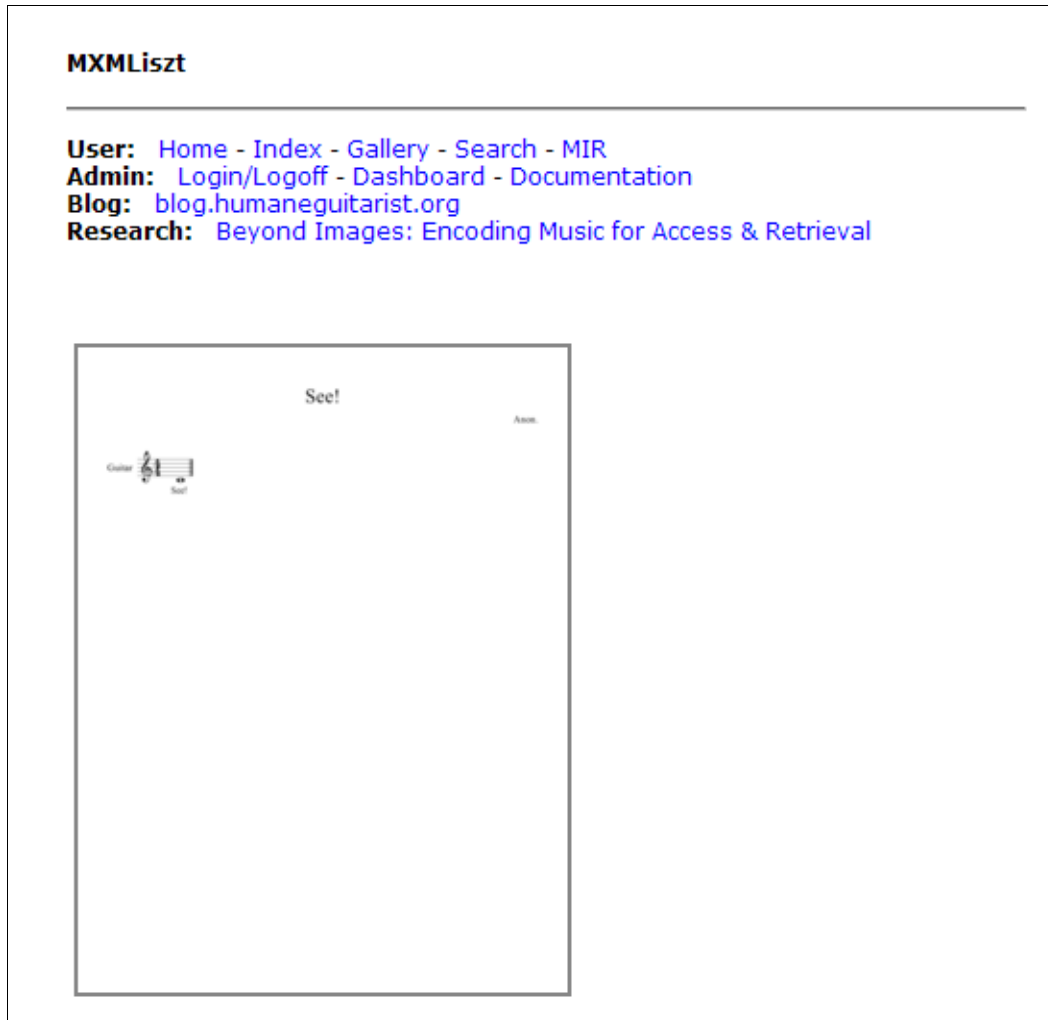 MXMLiszt
User: Home - Index - Gallery - Search - MIR
Admin: Login/Logoff - Dashboard - Documentation
Blog: blog.humaneguitarist.org
Research: Beyond Images: Encoding Music for Access & Retrieval
See!
Anon.
Guitar
See!